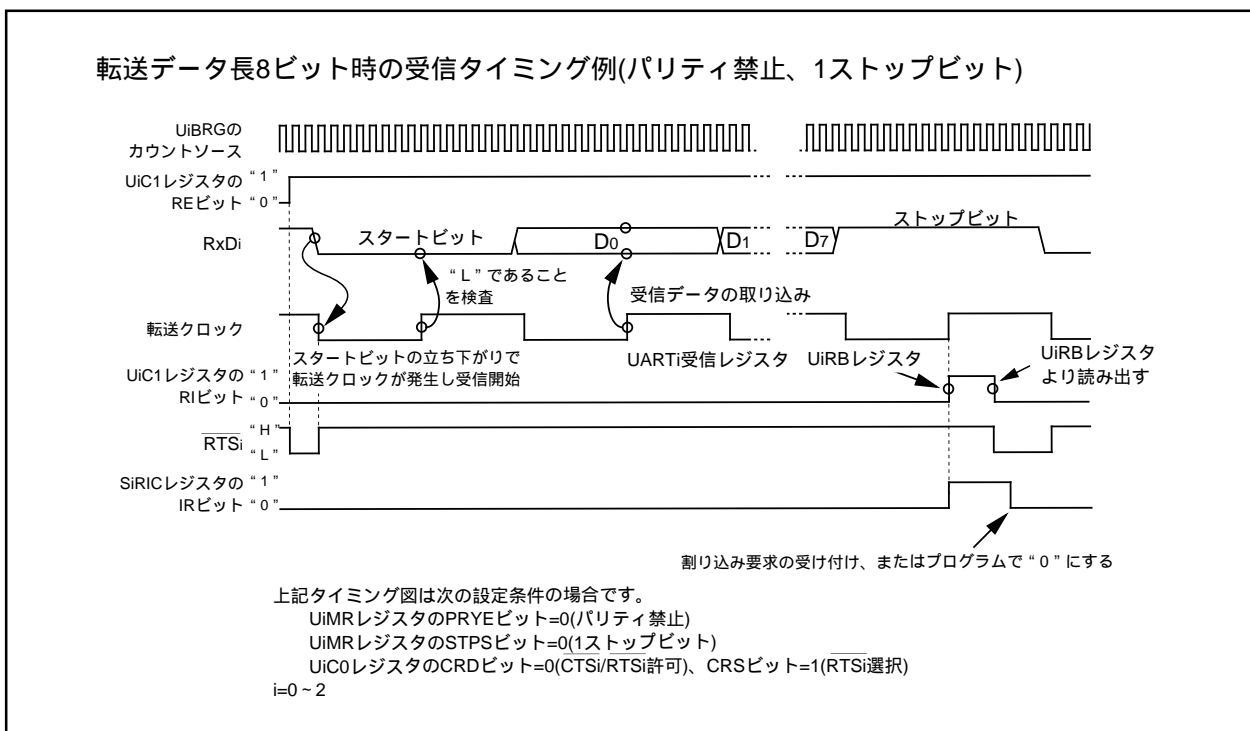 転送データ長8ビット時の受信タイミング例(パリティ禁止、1ストップビット)
UiBRGの
カウントソース
UiC1レジスタの “1”
REビット “0”
RxDi
スタートビット
D0
D1
D7
ストップビット
“L”であること
を検査
受信データの取り込み
転送クロック
スタートビットの立ち下がりで
転送クロックが発生し受信開始
UARTi受信レジスタ
UiRBレジスタ
UiRBレジスタ
より読み出す
UiC1レジスタの “1”
RIビット “0”
RTSi “H”
“L”
SiRICレジスタの “1”
IRビット “0”
割り込み要求の受け付け、またはプログラムで“0”にする
上記タイミング図は次の設定条件の場合です。
UiMRレジスタのPRYEビット=0(パリティ禁止)
UiMRレジスタのSTPSビット=0(1ストップビット)
UiC0レジスタのCRDビット=0(CTSi/RTSi許可)、CRSビット=1(RTSi選択)
i=0~2